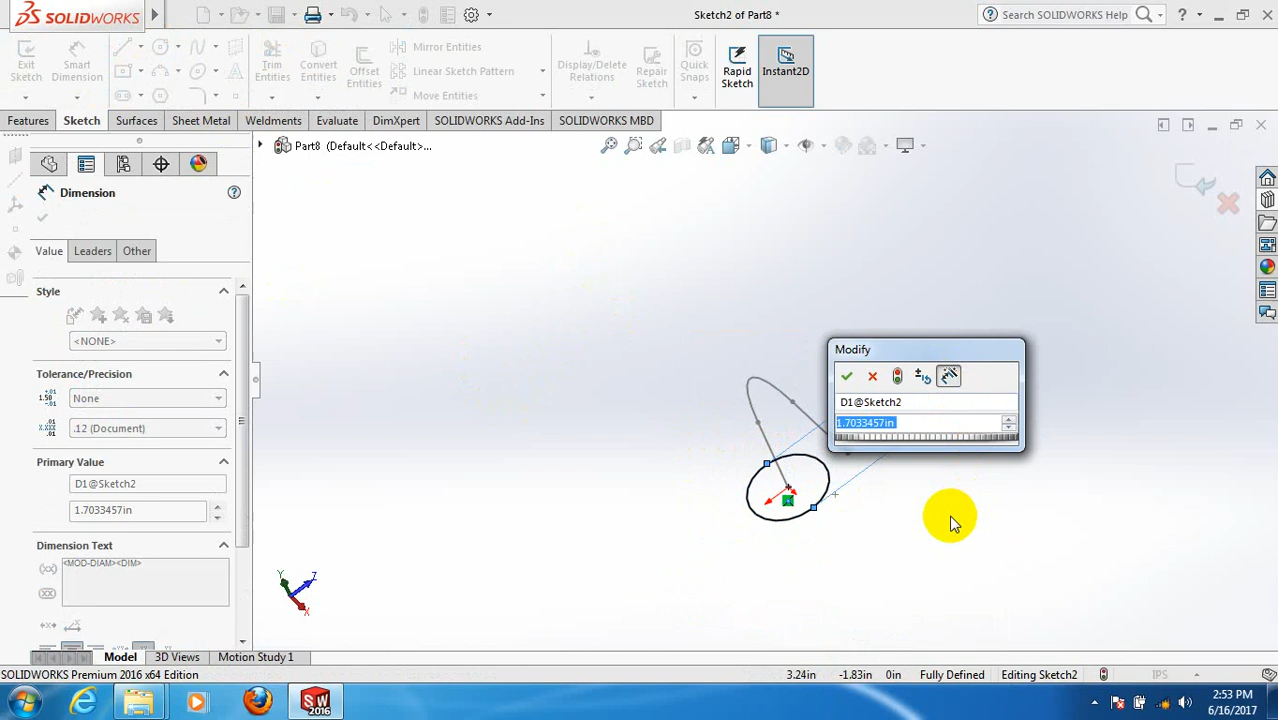 SOLIDWORKS
Sketch2 of Part8 *
Search SOLIDWORKS Help
?
Exit Sketch
Smart Dimension
Trim Entities
Convert Entities
Offset Entities
Mirror Entities
Linear Sketch Pattern
Move Entities
Display/Delete Relations
Repair Sketch
Quick Snaps
Rapid Sketch
Instant2D
Features
Sketch
Surfaces
Sheet Metal
Weldments
Evaluate
DimXpert
SOLIDWORKS Add-Ins
SOLIDWORKS MBD
Part8 (Default< <Default>...
Dimension
?
Value
Leaders
Other
Style
<NONE>
Tolerance/Precision
None
.12 (Document)
Primary Value
D1@Sketch2
1.7033457in
Dimension Text
<MOD-DIAM><DIM>
Modify
D1@Sketch2
1.7033457in
Y
Z
X
Model
3D Views
Motion Study 1
SOLIDWORKS Premium 2016 x64 Edition
3.24in
-1.83in
0in
Fully Defined
Editing Sketch2
IPS
SW
2016
2:53 PM
6/16/2017